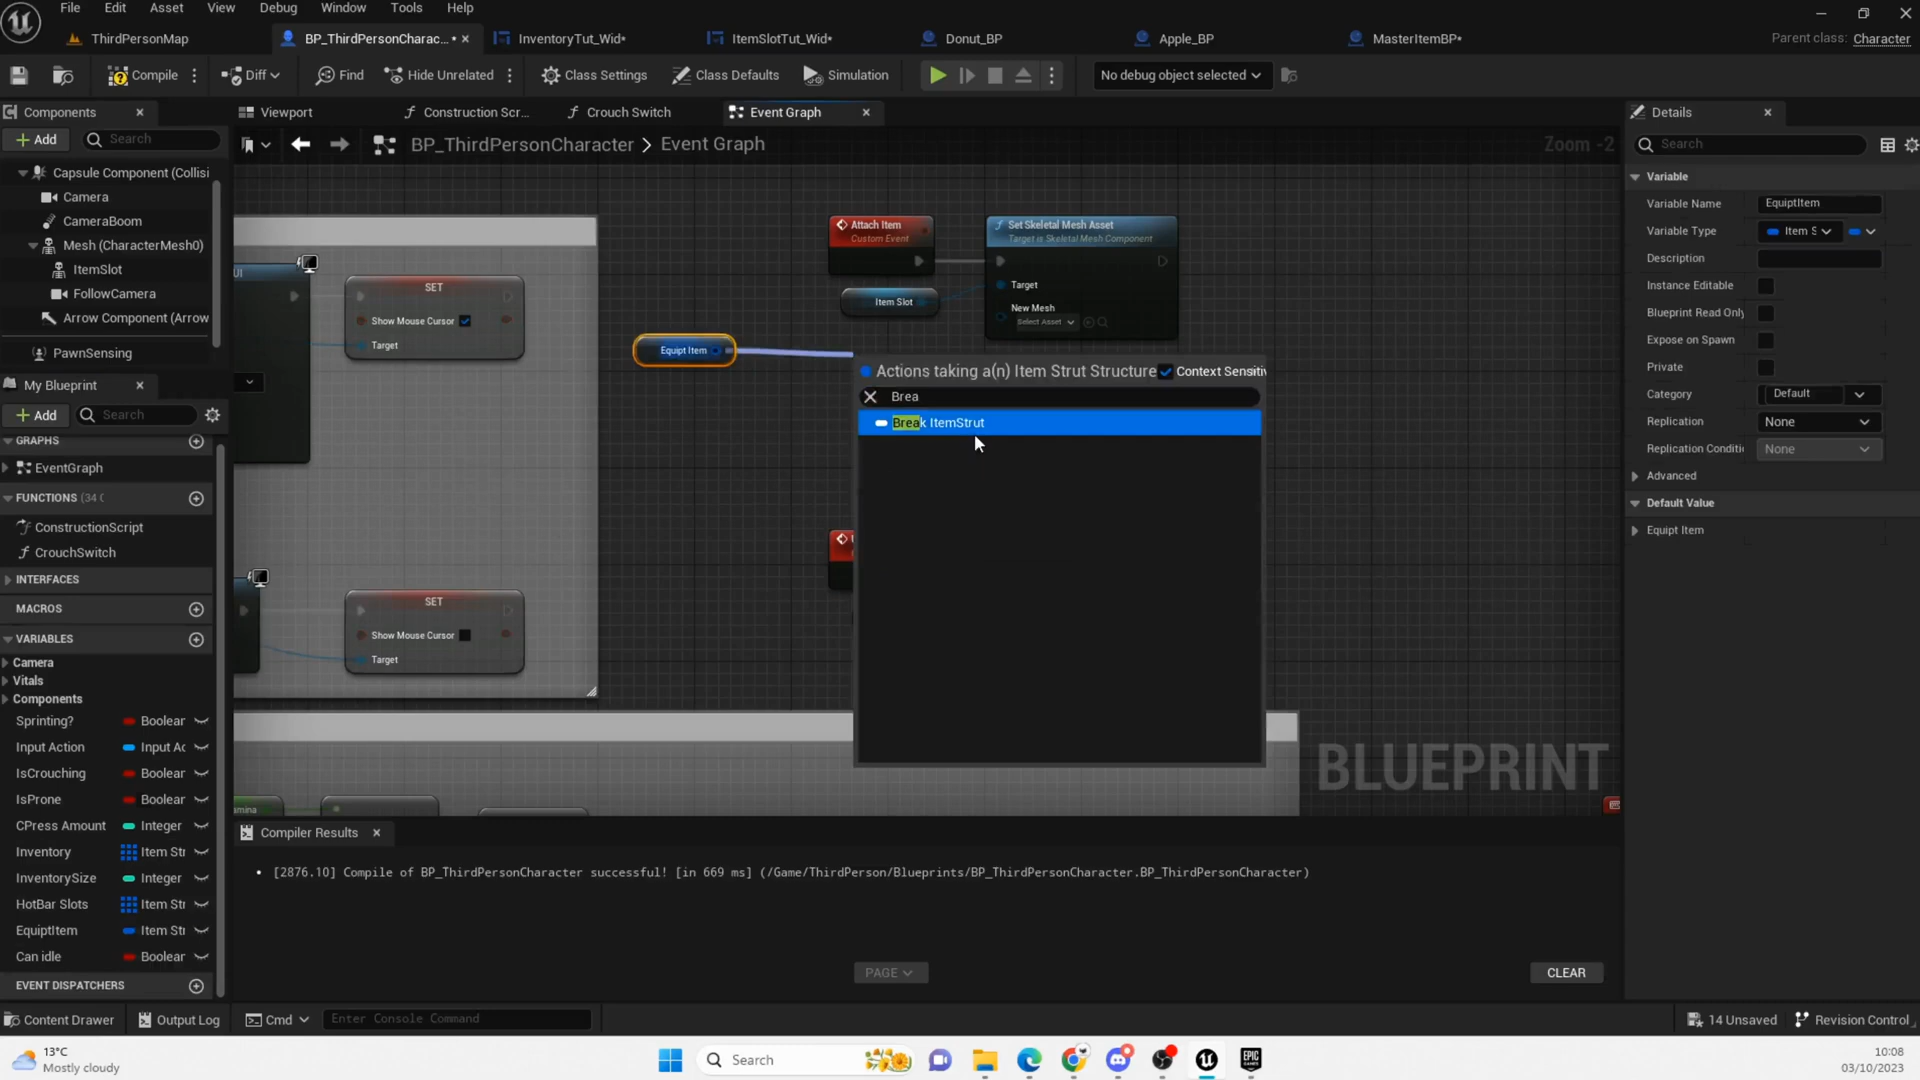 File Edit Asset View Debug Window Tools Help
ThirdPersonMap
BP_ThirdPersonCharac... •
InventoryTut_Wid*
ItemSlotTut_Wid*
Donut_BP
Apple_BP
MasterItemBP*
Parent class: Character
Compile
Diff
Find
Hide Unrelated
Class Settings
Class Defaults
Simulation
No debug object selected
Components
Viewport
Construction Scr...
Crouch Switch
Event Graph
Details
Add
Search
BP_ThirdPersonCharacter > Event Graph
Zoom -2
Search
Capsule Component (Collisi
Camera
CameraBoom
Mesh (CharacterMesh0)
ItemSlot
FollowCamera
Arrow Component (Arrow
PawnSensing
My Blueprint
Add
Search
GRAPHS
EventGraph
FUNCTIONS (34
ConstructionScript
CrouchSwitch
INTERFACES
MACROS
VARIABLES
Camera
Vitals
Components
Sprinting? Boolean
Input Action Input Ac
IsCrouching Boolean
IsProne Boolean
CPress Amount Integer
Inventory Item Str
InventorySize Integer
HotBar Slots Item Str
EquiptItem Item Str
Can idle Boolean
EVENT DISPATCHERS
UI
SET
Show Mouse Cursor
Target
SET
Show Mouse Cursor
Target
amina
Attach Item
Custom Event
Set Skeletal Mesh Asset
Target is Skeletal Mesh Component
Target
Item Slot
New Mesh
Select Asset
Equipt Item
Actions taking a(n) Item Strut Structure
Context Sensitiv
Brea
Break ItemStrut
BLUEPRINT
Variable
Variable Name EquiptItem
Variable Type Item S
Description
Instance Editable
Blueprint Read Only
Expose on Spawn
Private
Category Default
Replication None
Replication Conditi None
Advanced
Default Value
Equipt Item
Compiler Results
[2876.10] Compile of BP_ThirdPersonCharacter successful! [in 669 ms] (/Game/ThirdPerson/Blueprints/BP_ThirdPersonCharacter.BP_ThirdPersonCharacter)
PAGE
CLEAR
Content Drawer
Output Log
Cmd
Enter Console Command
14 Unsaved
Revision Control
13°C
Mostly cloudy
Search
EPIC
GAMES
10:08
03/10/2023